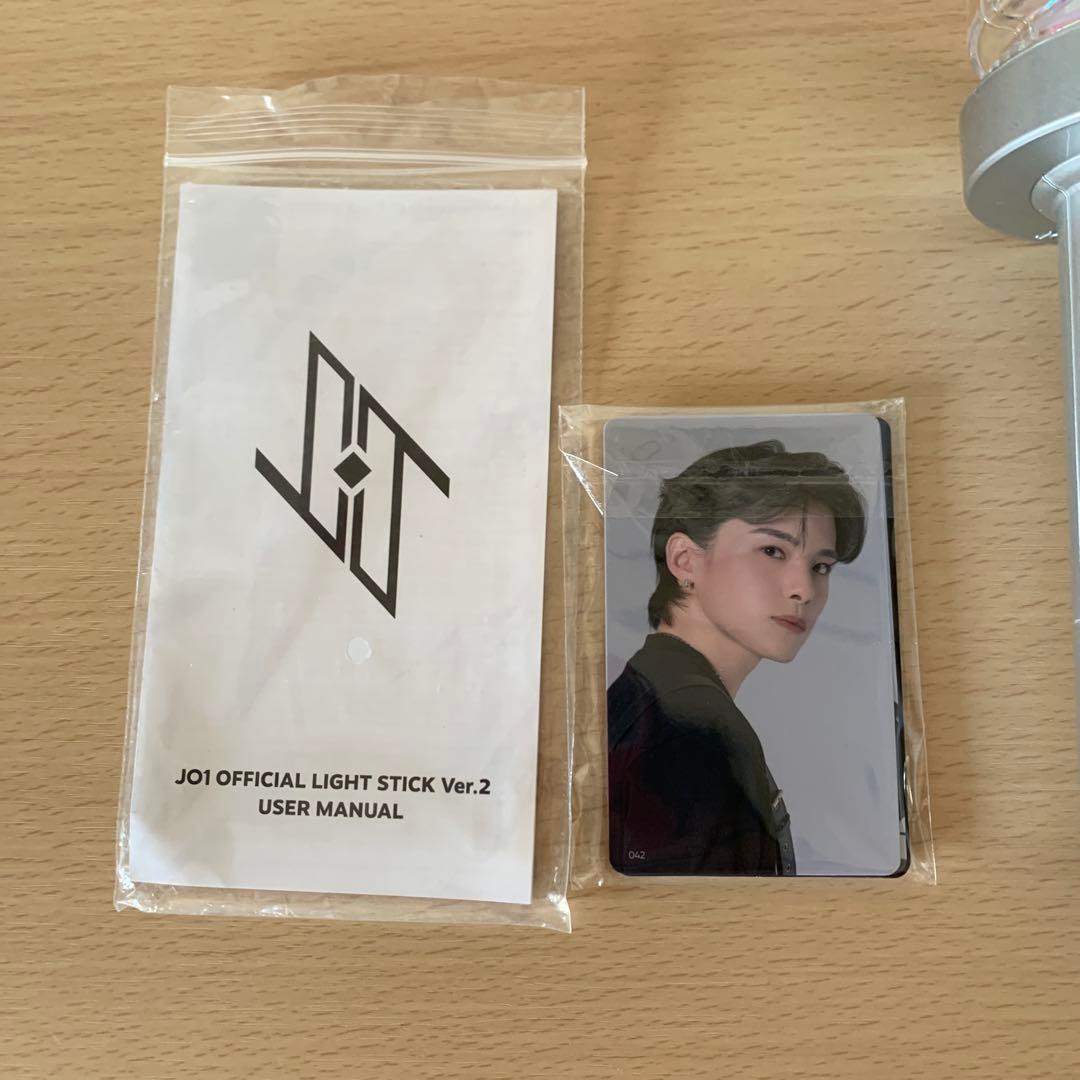 JO1 OFFICIAL LIGHT STICK Ver.2
USER MANUAL
042